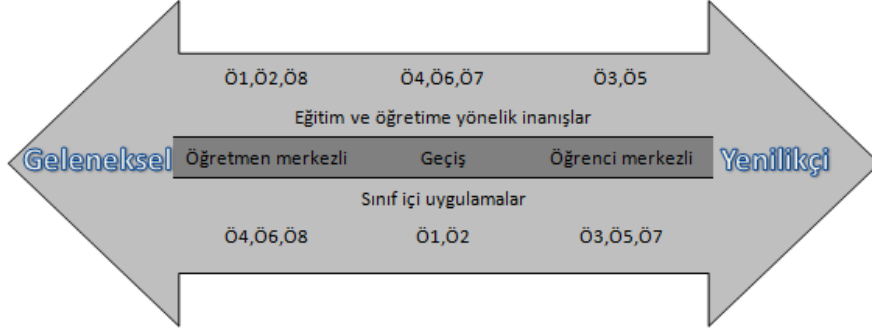 Ö1,Ö2,Ö8 Ö4,Ö6,Ö7 Ö3,Ö5
Eğitim ve öğretime yönelik inanışlar
Geleneksel Öğretmen merkezli Geçiş Öğrenci merkezli Yenilikçi
Sınıf içi uygulamalar
Ö4,Ö6,Ö8 Ö1,Ö2 Ö3,Ö5,Ö7